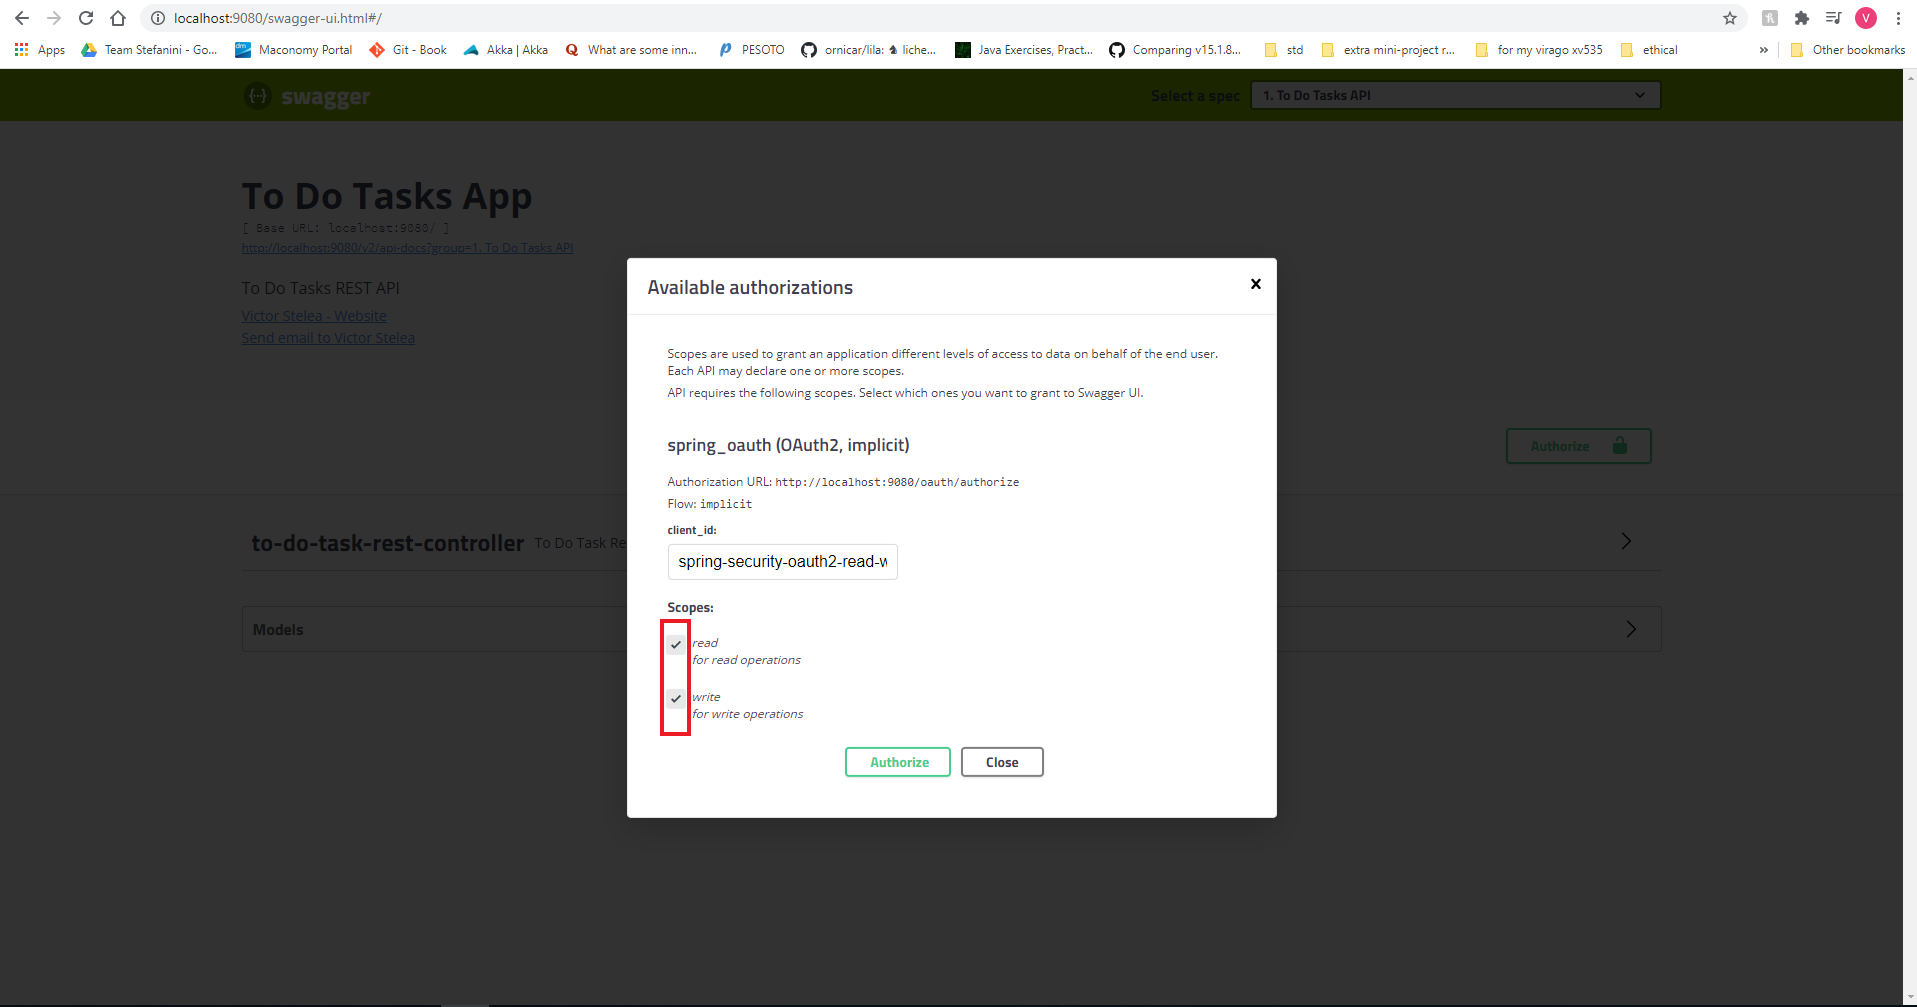 localhost:9080/swagger-ui.html#/
V
Apps
Team Stefanini - Go...
Maconomy Portal
Git - Book
Akka | Akka
What are some inn...
PESOTO
ornicar/lila: ♞ liche...
Java Exercises, Pract...
Comparing v15.1.8...
std
extra mini-project r...
for my virago xv535
ethical
»
Other bookmarks
{···} swagger
Select a spec
1. To Do Tasks API
To Do Tasks App
[ Base URL: localhost:9080/ ]
http://localhost:9080/v2/api-docs?group=1. To Do Tasks API
To Do Tasks REST API
Victor Stelea - Website
Send email to Victor Stelea
Authorize
to-do-task-rest-controller To Do Task Re
Models
Available authorizations
Scopes are used to grant an application different levels of access to data on behalf of the end user.
Each API may declare one or more scopes.
API requires the following scopes. Select which ones you want to grant to Swagger UI.
spring_oauth (OAuth2, implicit)
Authorization URL: http://localhost:9080/oauth/authorize
Flow: implicit
client_id:
spring-security-oauth2-read-w
Scopes:
read
for read operations
write
for write operations
Authorize
Close